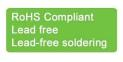 RoHS Compliant
Lead free
Lead-free soldering